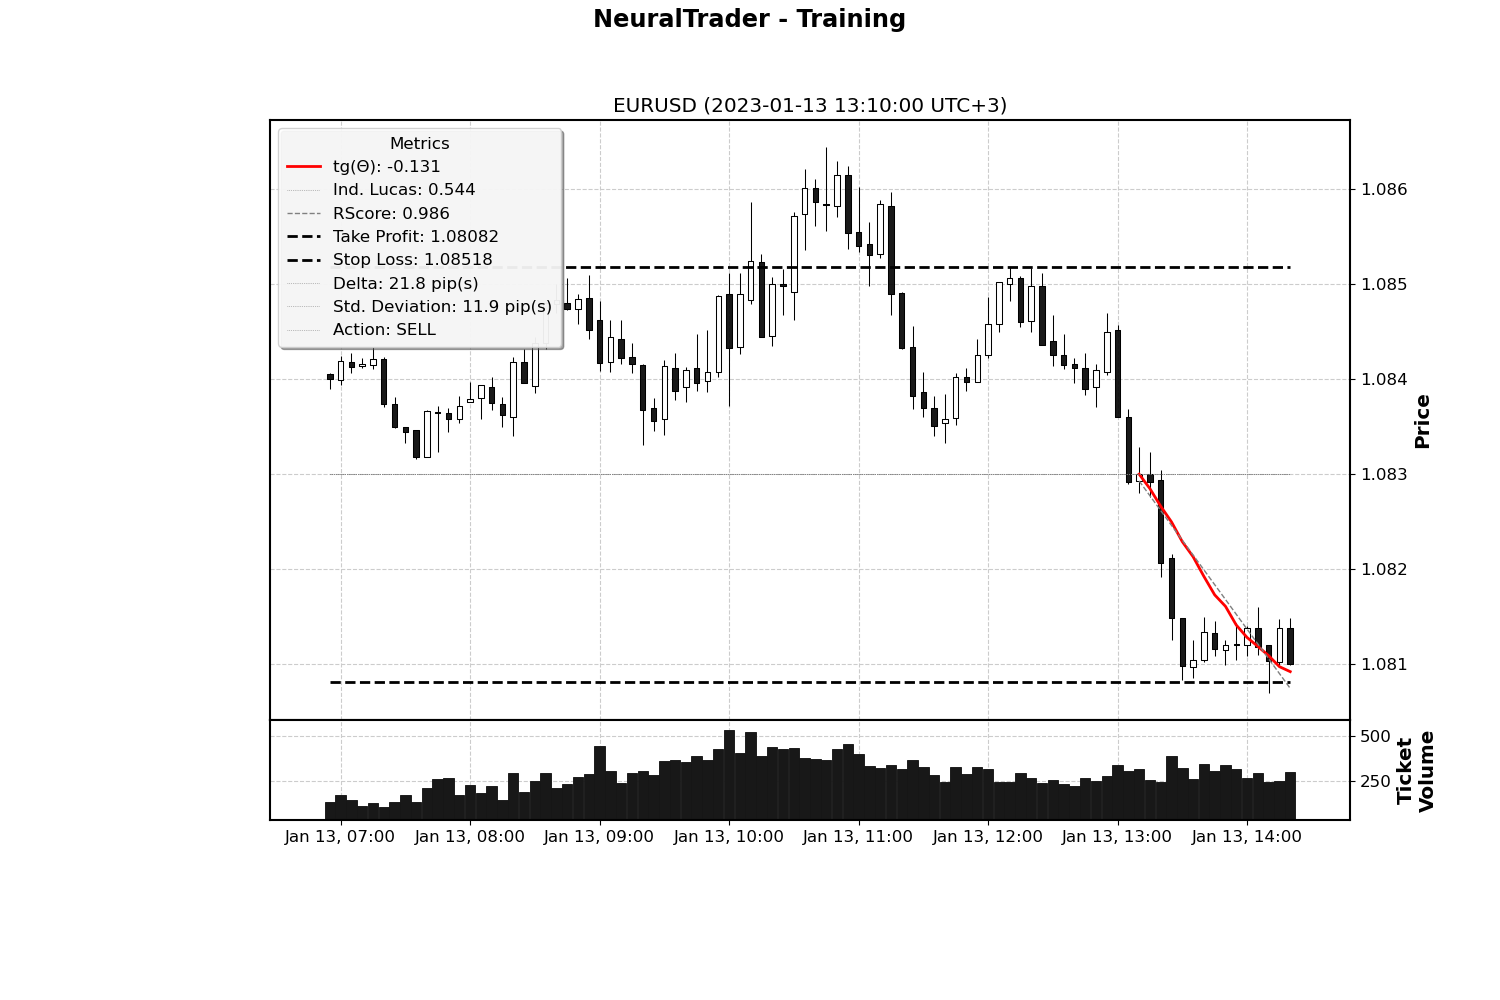 NeuralTrader - Training
EURUSD (2023-01-13 13:10:00 UTC+3)
Metrics
tg(Θ): -0.131
Ind. Lucas: 0.544
RScore: 0.986
Take Profit: 1.08082
Stop Loss: 1.08518
Delta: 21.8 pip(s)
Std. Deviation: 11.9 pip(s)
Action: SELL
1.086
1.085
1.084
1.083
1.082
1.081
Price
500
250
Ticket
Volume
Jan 13, 07:00 Jan 13, 08:00 Jan 13, 09:00 Jan 13, 10:00 Jan 13, 11:00 Jan 13, 12:00 Jan 13, 13:00 Jan 13, 14:00